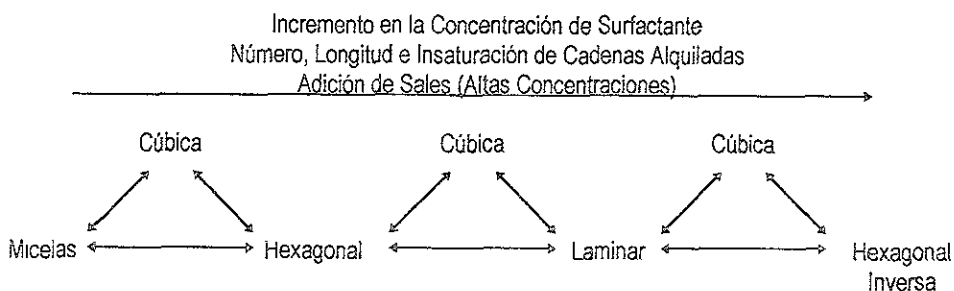 Incremento en la Concentración de Surfactante
Número, Longitud e Insaturación de Cadenas Alquiladas
Adición de Sales (Altas Concentraciones)
Cúbica Cúbica Cúbica
Micelas Hexagonal Laminar Hexagonal
Inversa